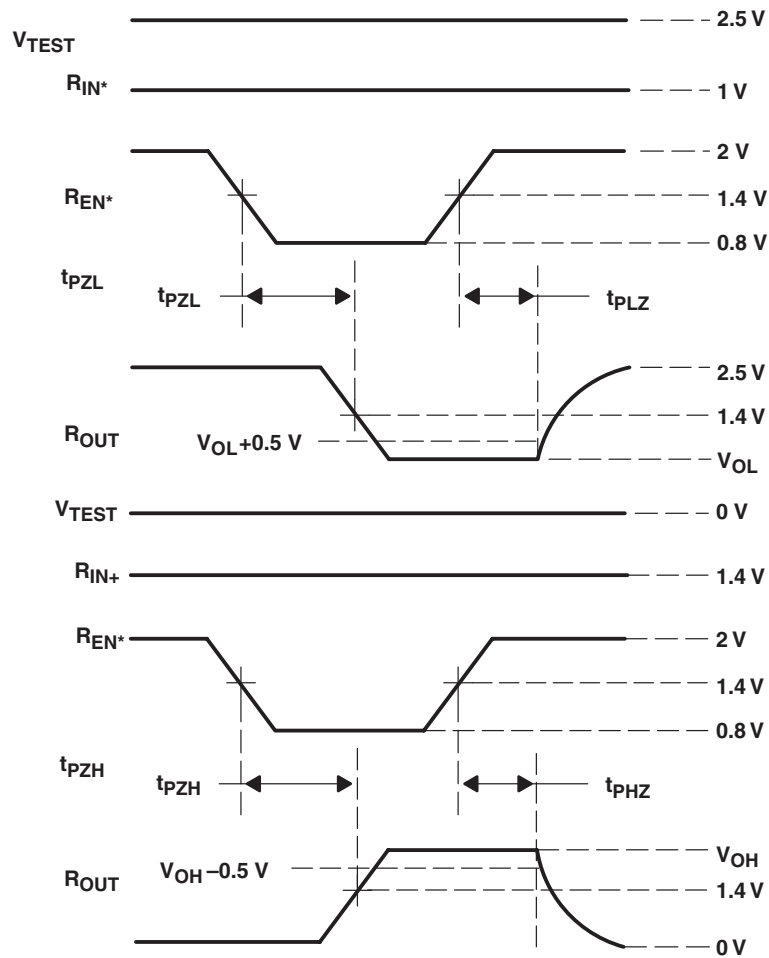 2.5 V
V_TEST
R_IN*
1 V
2 V
R_EN*
1.4 V
0.8 V
t_PZL
t_PZL
t_PLZ
2.5 V
1.4 V
R_OUT
V_OL+0.5 V
V_OL
V_TEST
0 V
R_IN+
1.4 V
R_EN*
2 V
1.4 V
0.8 V
t_PZH
t_PZH
t_PHZ
V_OH
V_OH–0.5 V
R_OUT
1.4 V
0 V